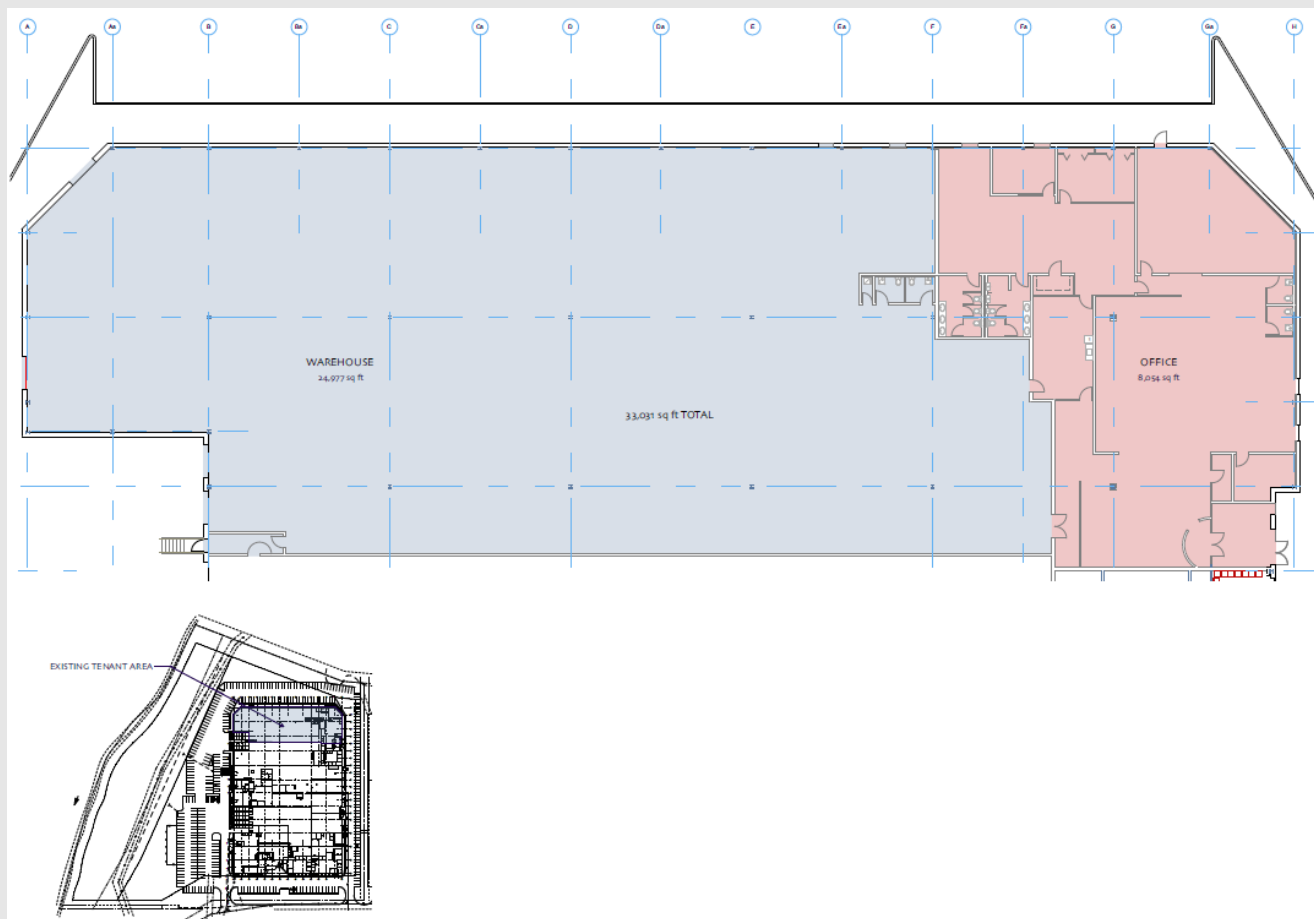 A Aa B Ba C Ca D Da E Ea F Fa G Ga H
WAREHOUSE
24,977 sq ft
OFFICE
8,054 sq ft
33,031 sq ft TOTAL
EXISTING TENANT AREA